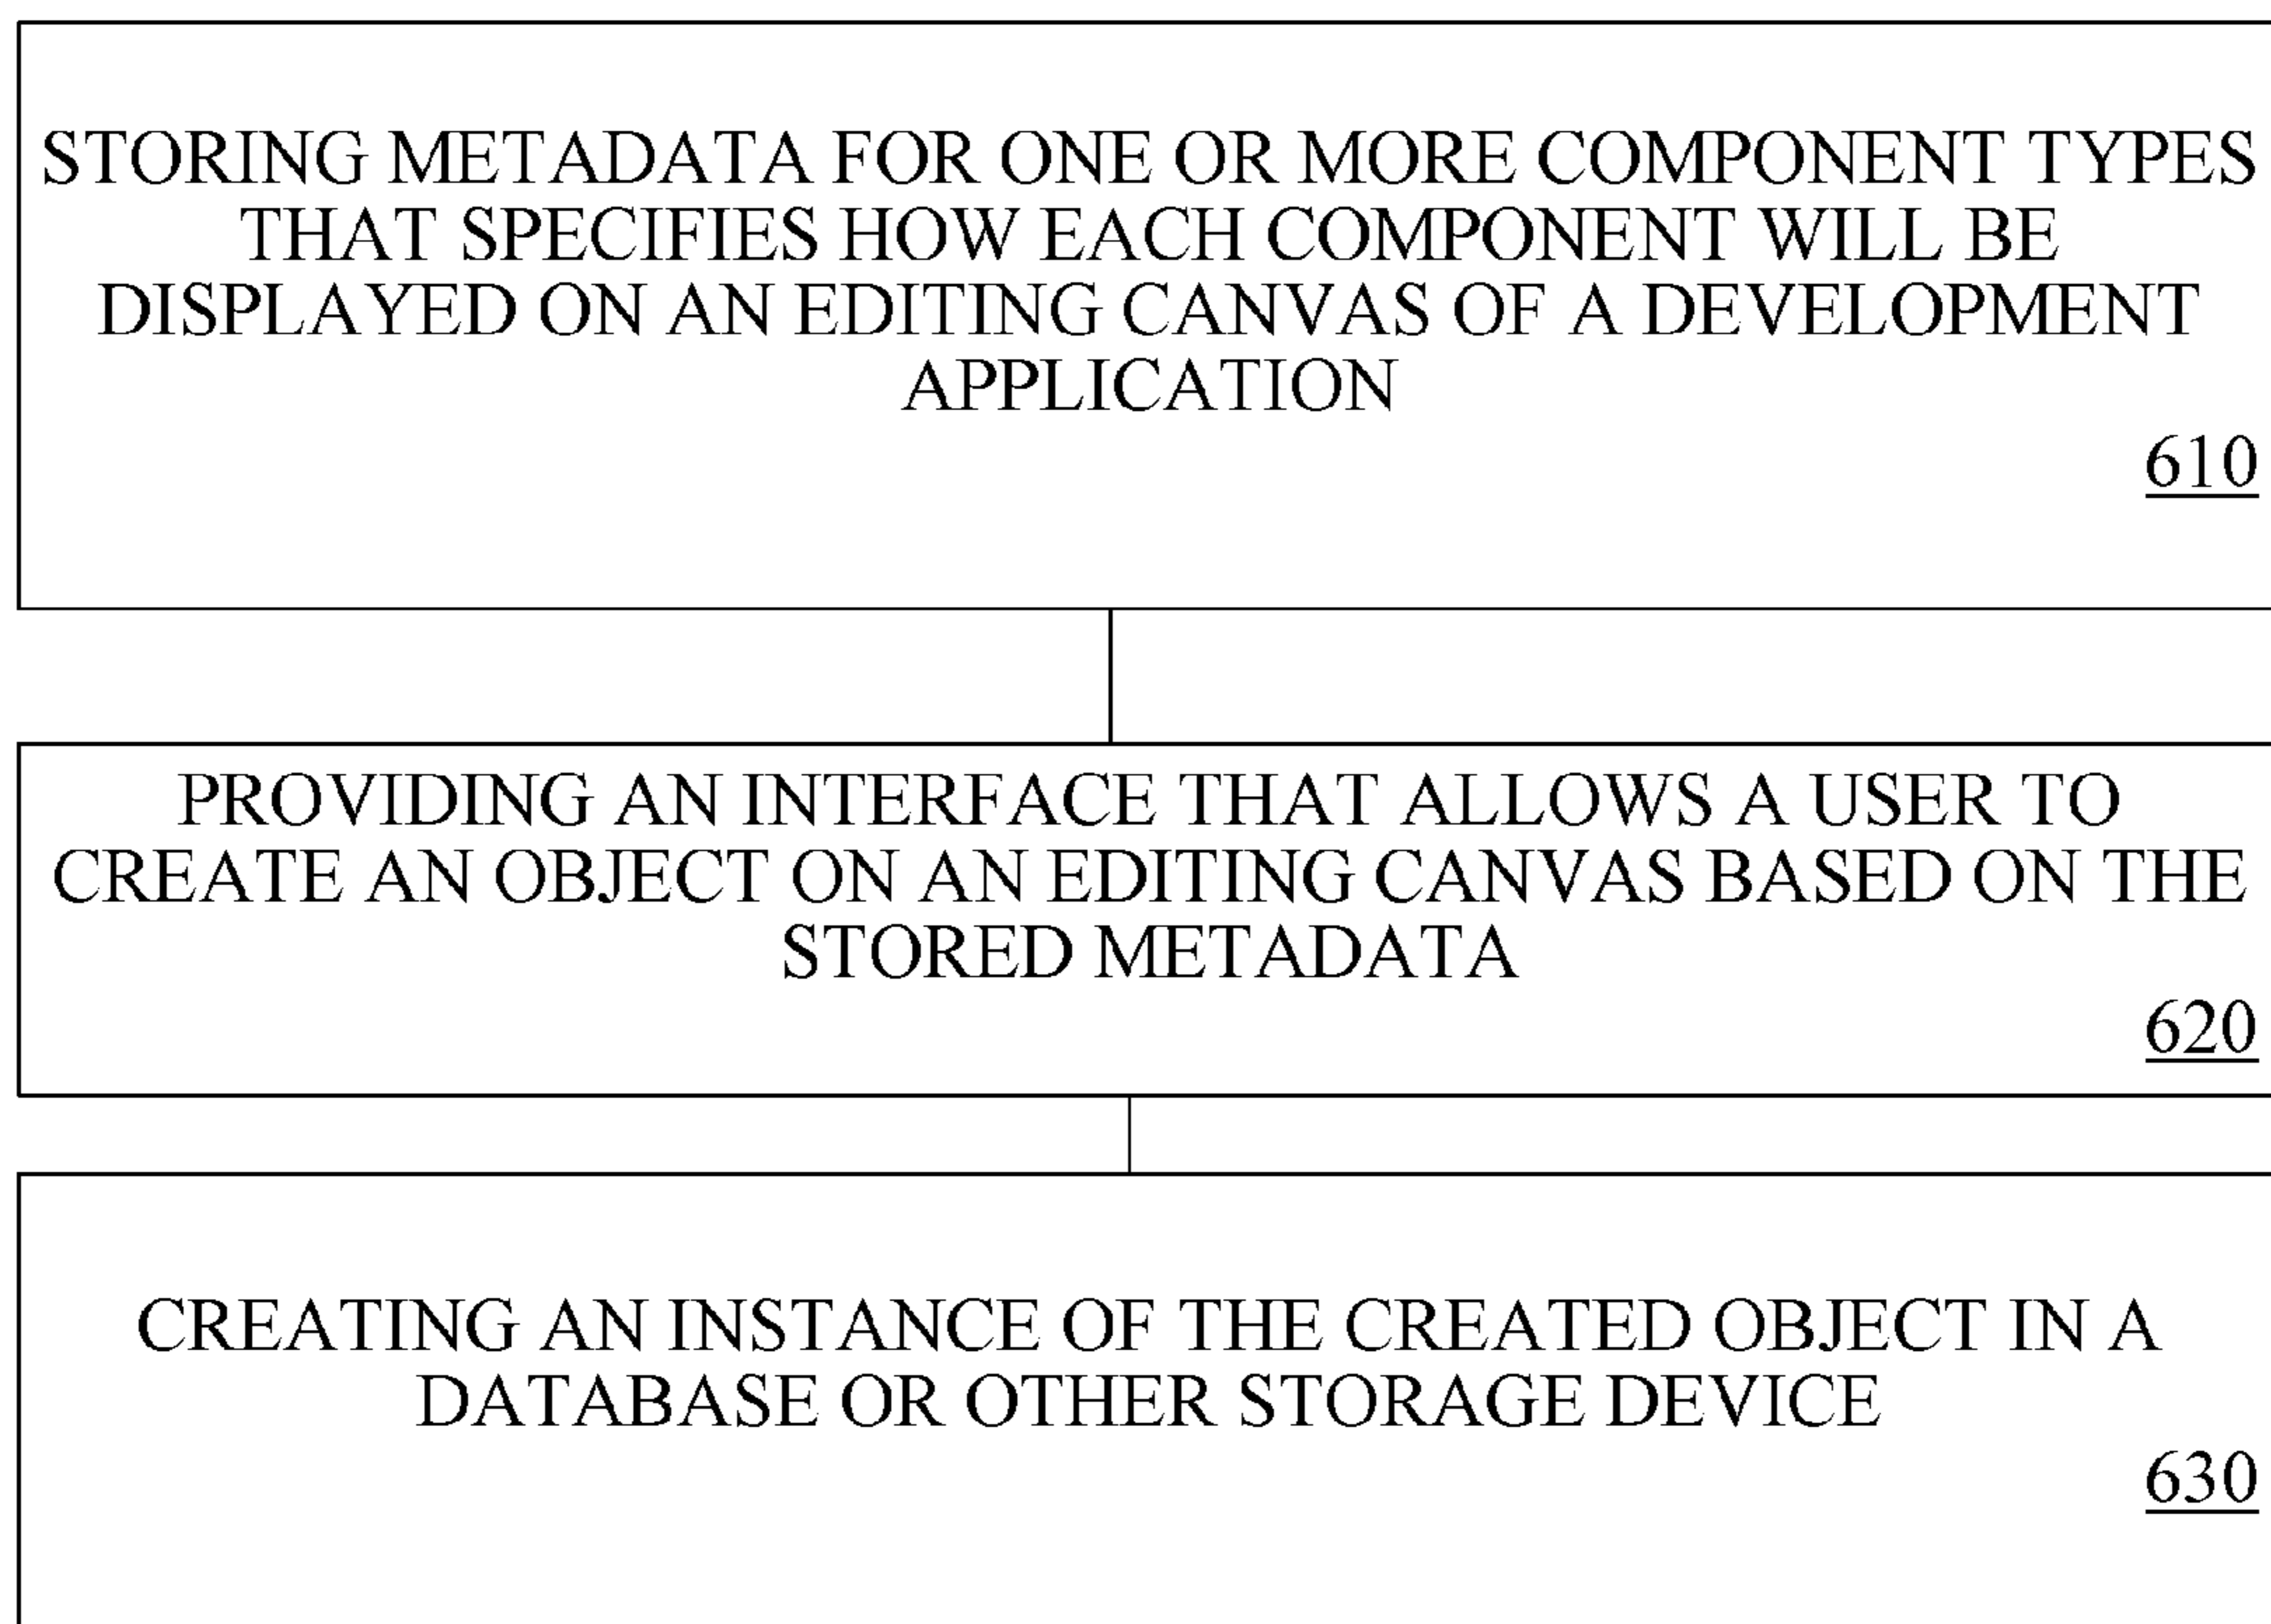 STORING METADATA FOR ONE OR MORE COMPONENT TYPES
THAT SPECIFIES HOW EACH COMPONENT WILL BE
DISPLAYED ON AN EDITING CANVAS OF A DEVELOPMENT
APPLICATION
610
PROVIDING AN INTERFACE THAT ALLOWS A USER TO
CREATE AN OBJECT ON AN EDITING CANVAS BASED ON THE
STORED METADATA
620
CREATING AN INSTANCE OF THE CREATED OBJECT IN A
DATABASE OR OTHER STORAGE DEVICE
630